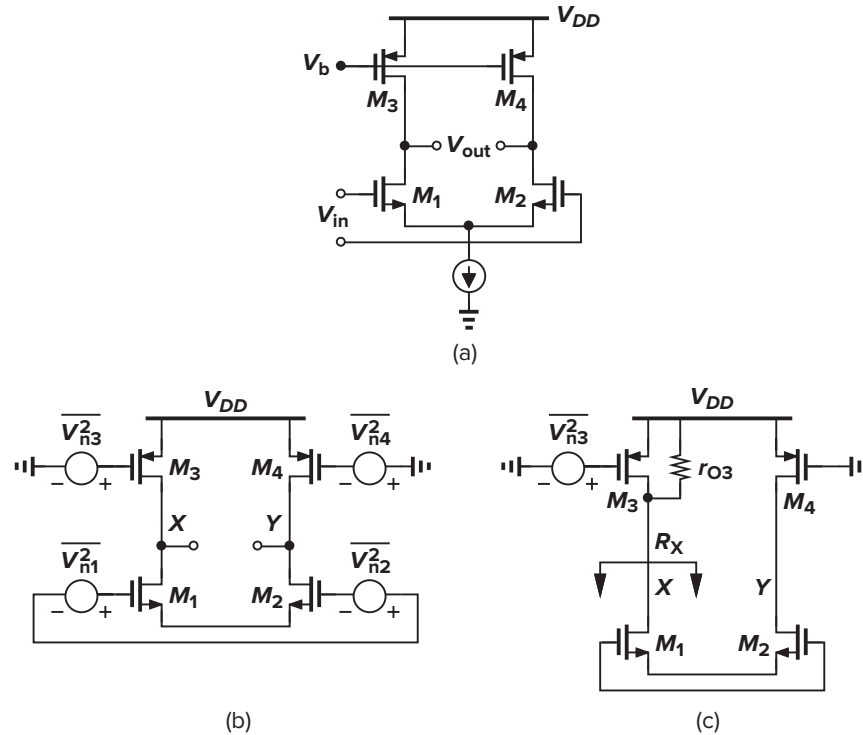 V_DD
V_b
M_3 M_4
V_out
V_in M_1 M_2
(a)
V_DD
V²_n3 V²_n4
M_3 M_4
X Y
V²_n1 V²_n2
M_1 M_2
− + − +
− + − +
(b)
V_DD
V²_n3
− + M_3 r_O3 M_4
R_X
X Y
M_1 M_2
(c)